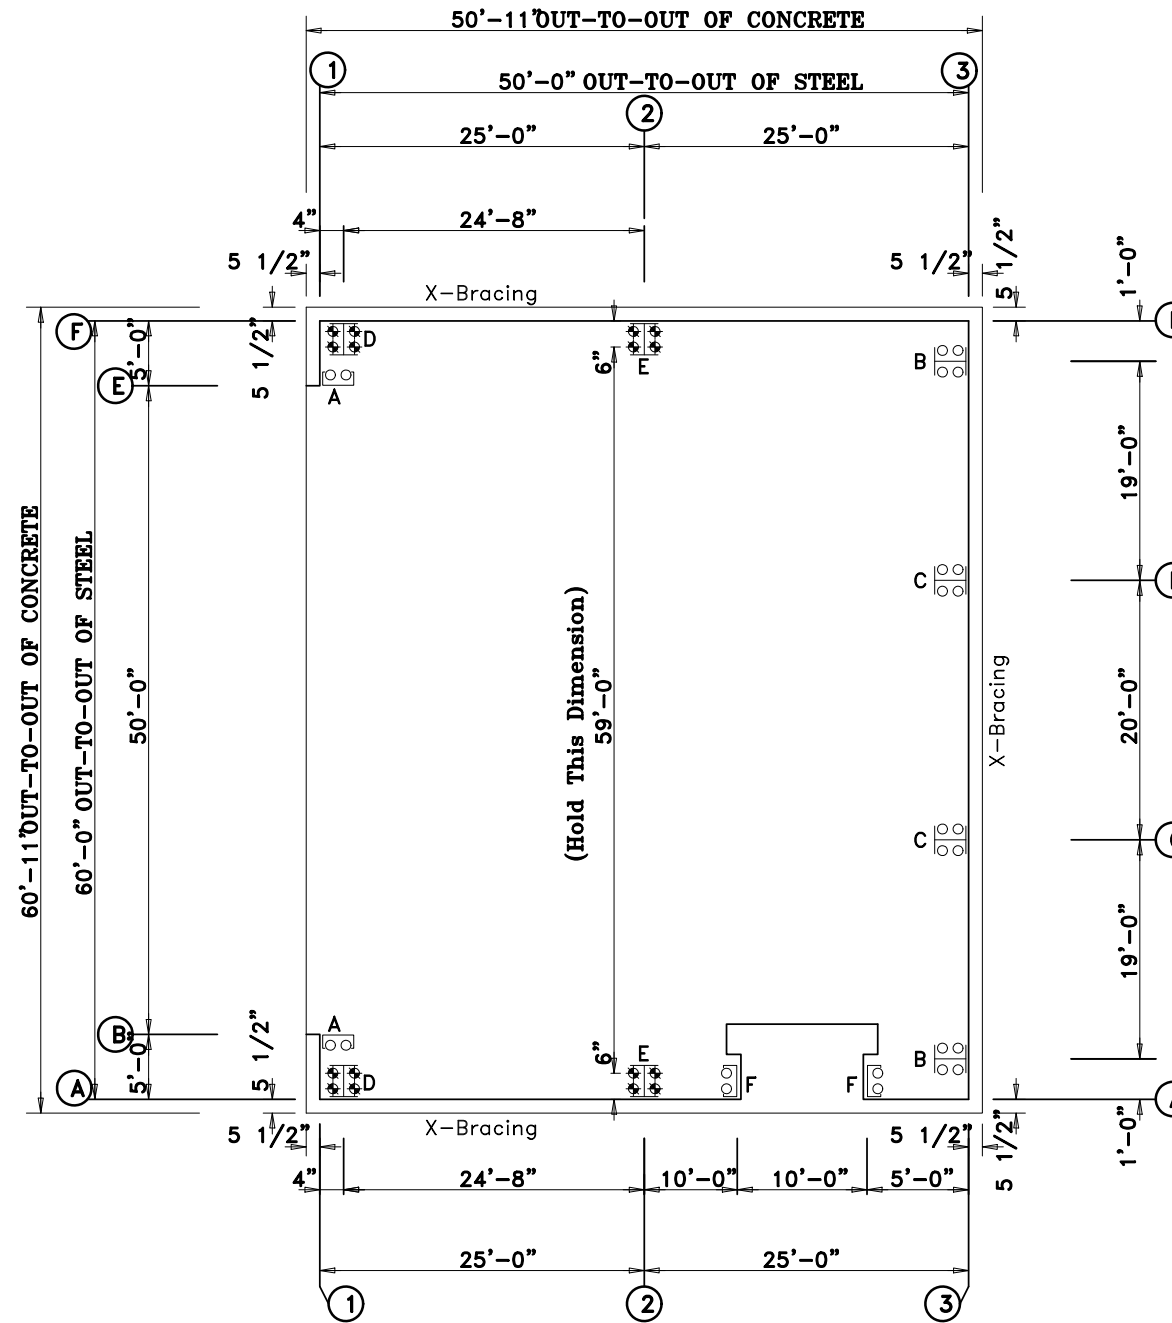 50'-11" OUT-TO-OUT OF CONCRETE
1
3
50'-0" OUT-TO-OUT OF STEEL
2
25'-0"
25'-0"
4"
24'-8"
5 1/2"
5 1/2"
5 1/2"
1'-0"
X-Bracing
F
5'-0"
5 1/2"
D
6"
E
B
E
A
19'-0"
60'-11" OUT-TO-OUT OF CONCRETE
60'-0" OUT-TO-OUT OF STEEL
50'-0"
(Hold This Dimension)
59'-0"
C
X-Bracing
20'-0"
C
19'-0"
B
5'-0
5 1/2"
A
6"
E
B
A
D
F
F
X-Bracing
5 1/2"
5 1/2"
5 1/2"
1'-0"
4"
24'-8"
10'-0"
10'-0"
5'-0"
25'-0"
25'-0"
1
2
3